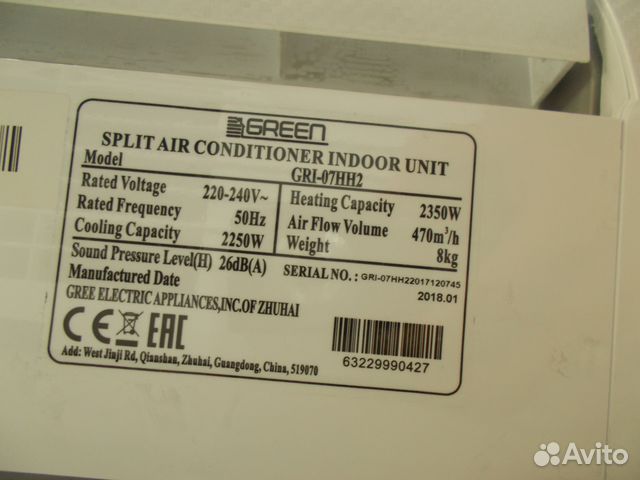 GREEN
SPLIT AIR CONDITIONER INDOOR UNIT
Model GRI-07HH2
Rated Voltage 220-240V~
Rated Frequency 50Hz
Cooling Capacity 2250W
Heating Capacity 2350W
Air Flow Volume 470m³/h
Weight 8kg
Sound Pressure Level(H) 26dB(A)
SERIAL NO.: GRI-07HH22017120745
Manufactured Date 2018.01
GREE ELECTRIC APPLIANCES,INC.OF ZHUHAI
CE EAC
63229990427
Add: West Jinji Rd, Qianshan, Zhuhai, Guangdong, China, 519070
Avito